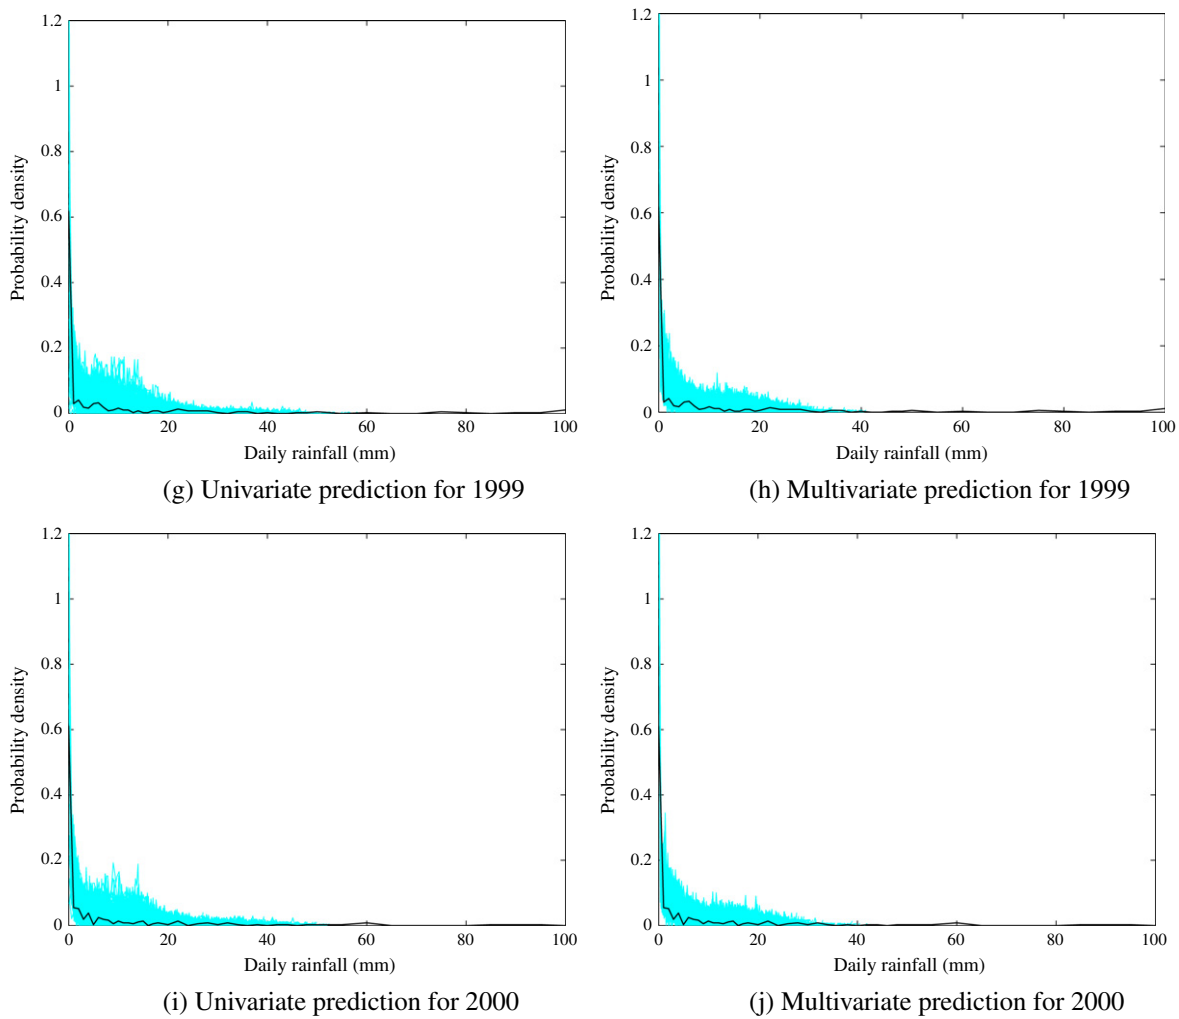 1.2
1
0.8
0.6
0.4
0.2
0
Probability density
0 20 40 60 80 100
Daily rainfall (mm)
(g) Univariate prediction for 1999
1.2
1
0.8
0.6
0.4
0.2
0
Probability density
0 20 40 60 80 100
Daily rainfall (mm)
(h) Multivariate prediction for 1999
1.2
1
0.8
0.6
0.4
0.2
0
Probability density
0 20 40 60 80 100
Daily rainfall (mm)
(i) Univariate prediction for 2000
1.2
1
0.8
0.6
0.4
0.2
0
Probability density
0 20 40 60 80 100
Daily rainfall (mm)
(j) Multivariate prediction for 2000